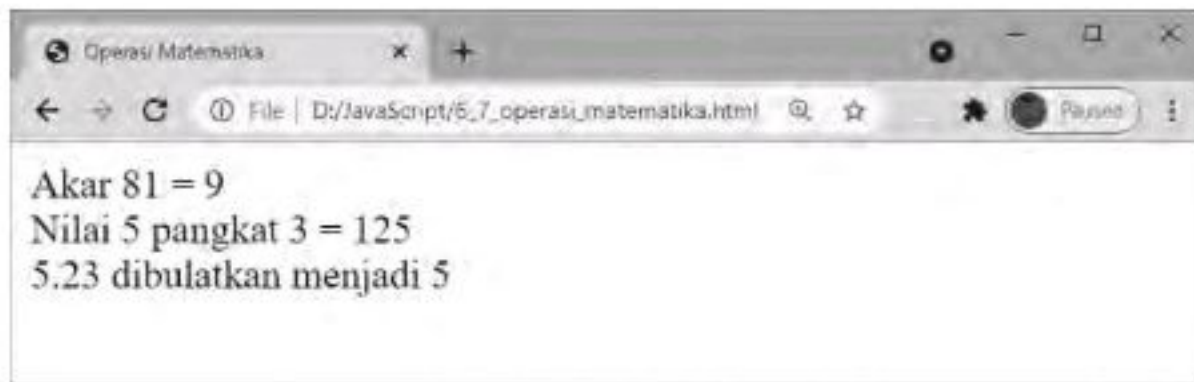 Operasi Matematika
File | D:/JavaScript/6_7_operasi_matematika.html
Paused
Akar 81 = 9
Nilai 5 pangkat 3 = 125
5.23 dibulatkan menjadi 5